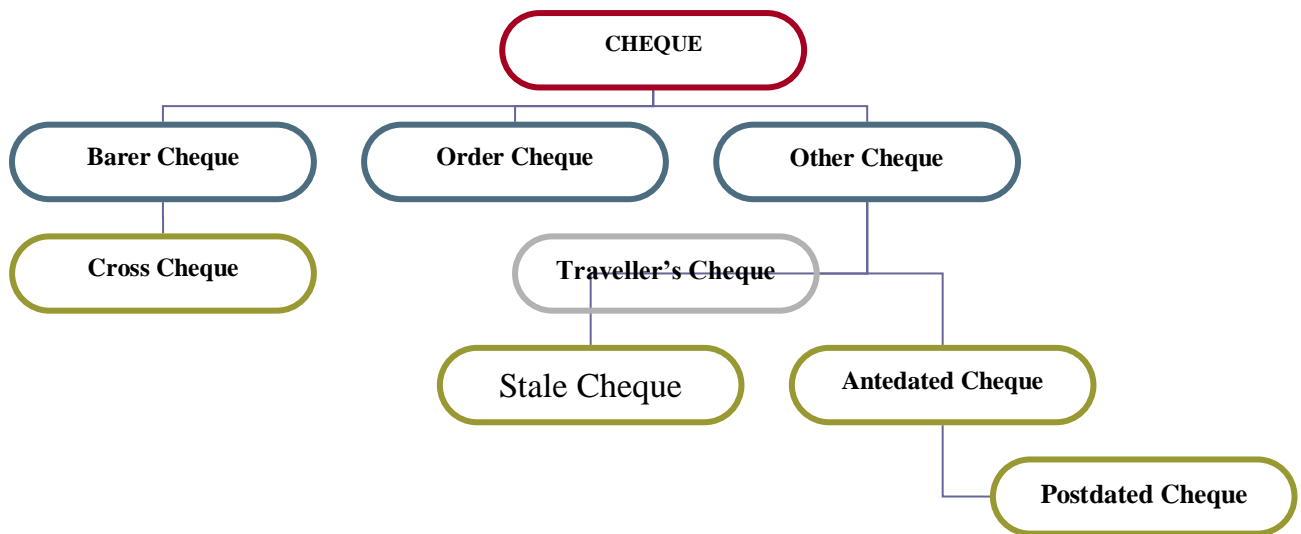 CHEQUE
Barer Cheque
Order Cheque
Other Cheque
Cross Cheque
Traveller’s Cheque
Stale Cheque
Antedated Cheque
Postdated Cheque